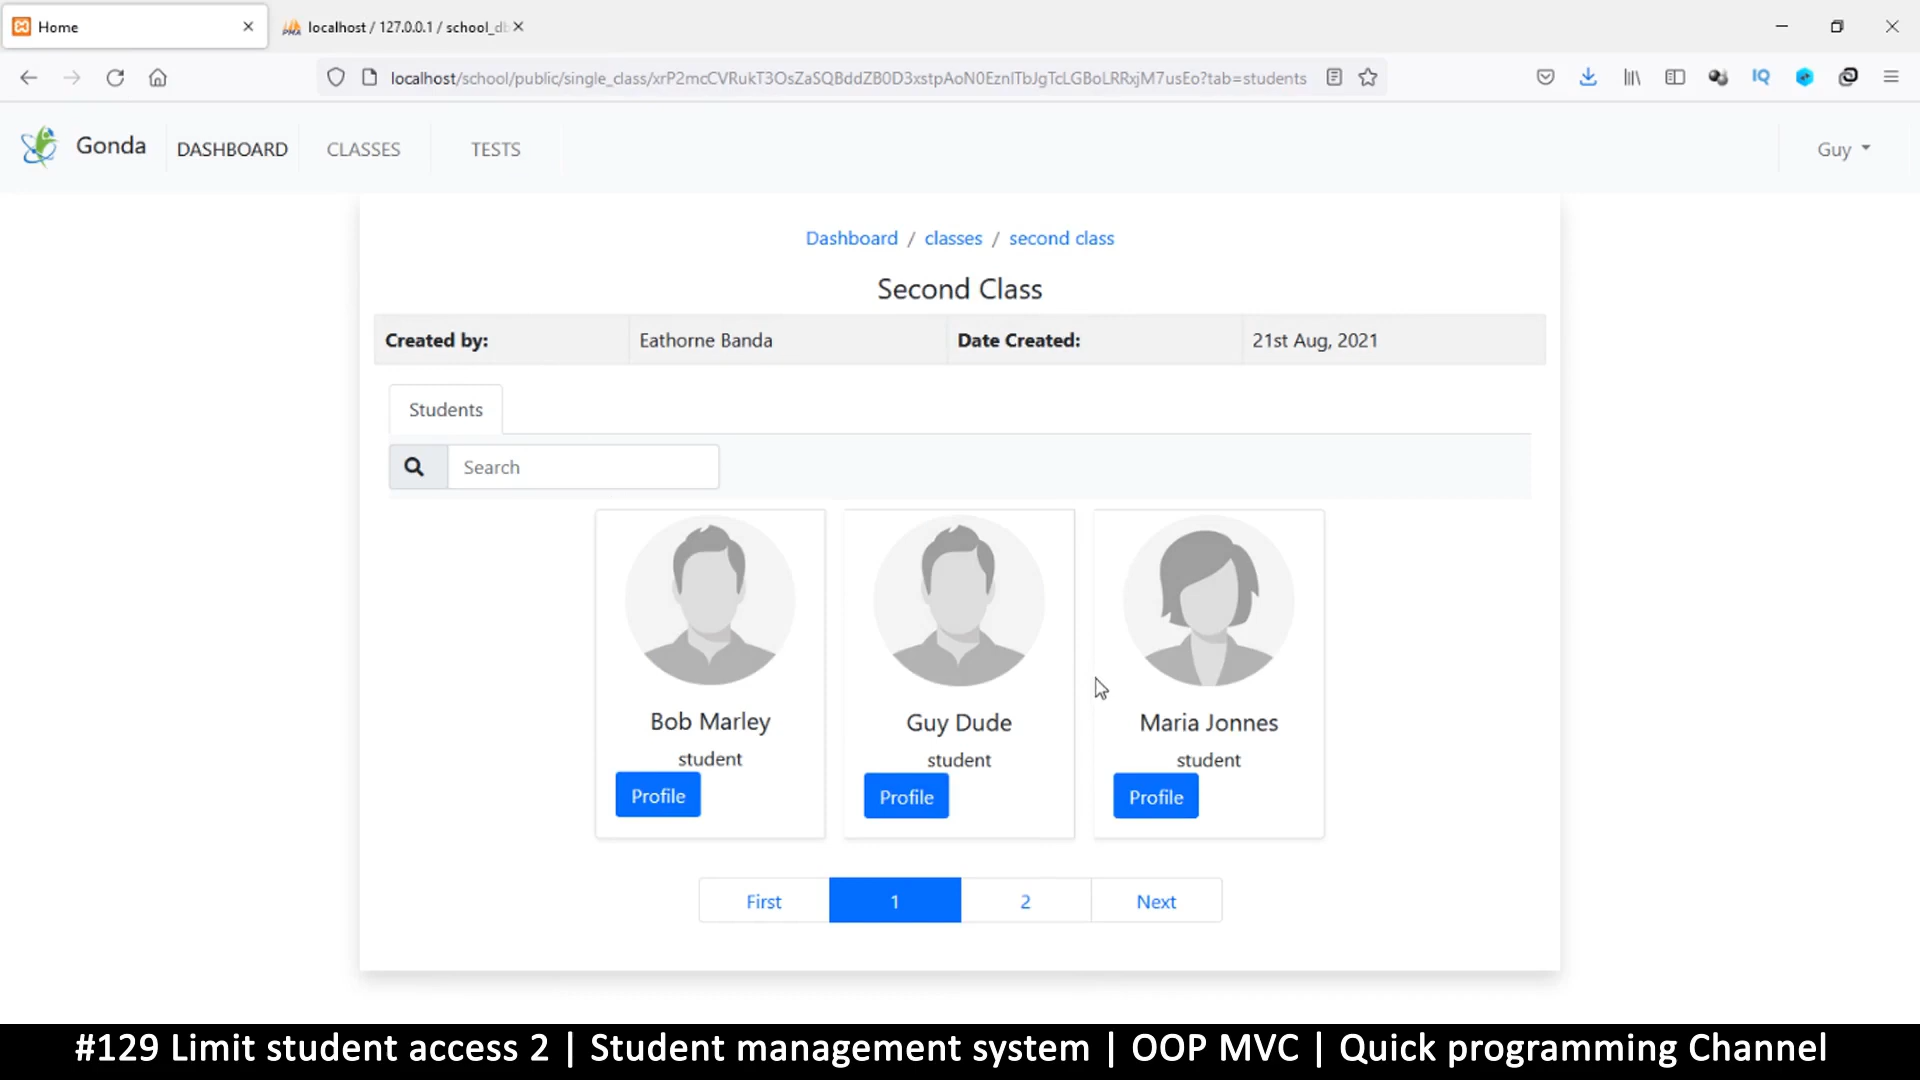 Home
localhost / 127.0.0.1 / school_db
localhost/school/public/single_class/xrP2mcCVRukT3OsZaSQBddZB0D3xstpAoN0EznITbJgTcLGBoLRRxjM7usEo?tab=students
IQ
Gonda DASHBOARD CLASSES TESTS Guy
Dashboard / classes / second class
Second Class
Created by: Eathorne Banda Date Created: 21st Aug, 2021
Students
Search
Bob Marley Guy Dude Maria Jonnes
student student student
Profile Profile Profile
First 1 2 Next
#129 Limit student access 2 | Student management system | OOP MVC | Quick programming Channel